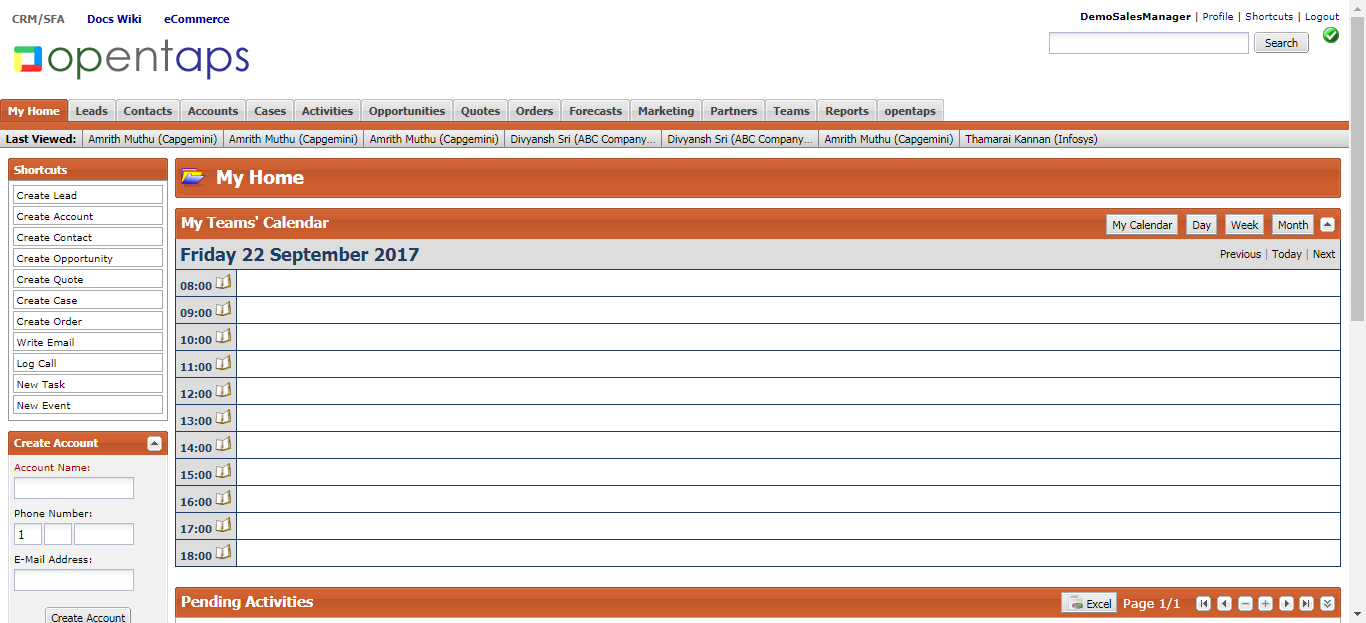 CRM/SFA Docs Wiki eCommerce
DemoSalesManager | Profile | Shortcuts | Logout
opentaps
Search
My Home Leads Contacts Accounts Cases Activities Opportunities Quotes Orders Forecasts Marketing Partners Teams Reports opentaps
Last Viewed: Amrith Muthu (Capgemini) Amrith Muthu (Capgemini) Amrith Muthu (Capgemini) Divyansh Sri (ABC Company... Divyansh Sri (ABC Company... Amrith Muthu (Capgemini) Thamarai Kannan (Infosys)
Shortcuts
Create Lead
Create Account
Create Contact
Create Opportunity
Create Quote
Create Case
Create Order
Write Email
Log Call
New Task
New Event
Create Account
Account Name:
Phone Number:
1
E-Mail Address:
Create Account
My Home
My Teams' Calendar
My Calendar Day Week Month
Friday 22 September 2017
Previous | Today | Next
08:00
09:00
10:00
11:00
12:00
13:00
14:00
15:00
16:00
17:00
18:00
Pending Activities
Excel Page 1/1